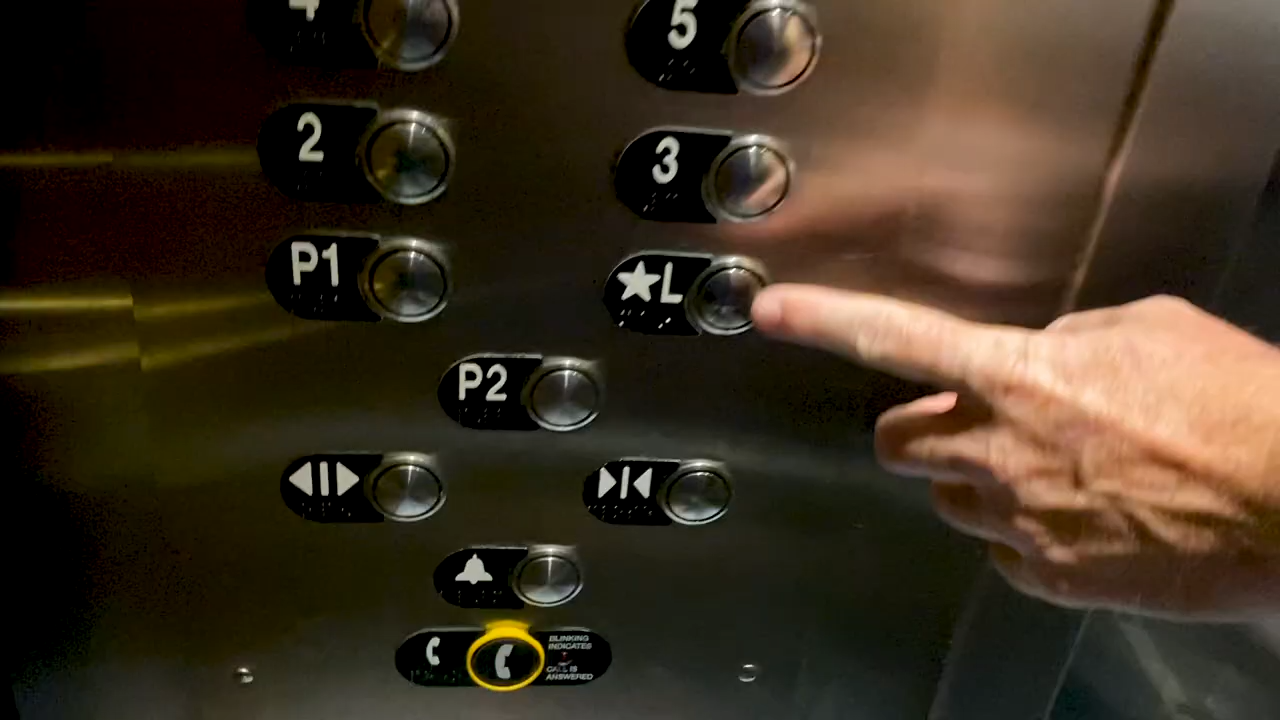 4
5
2
3
P1
★L
P2
BLINKING
INDICATES
CALL IS
ANSWERED